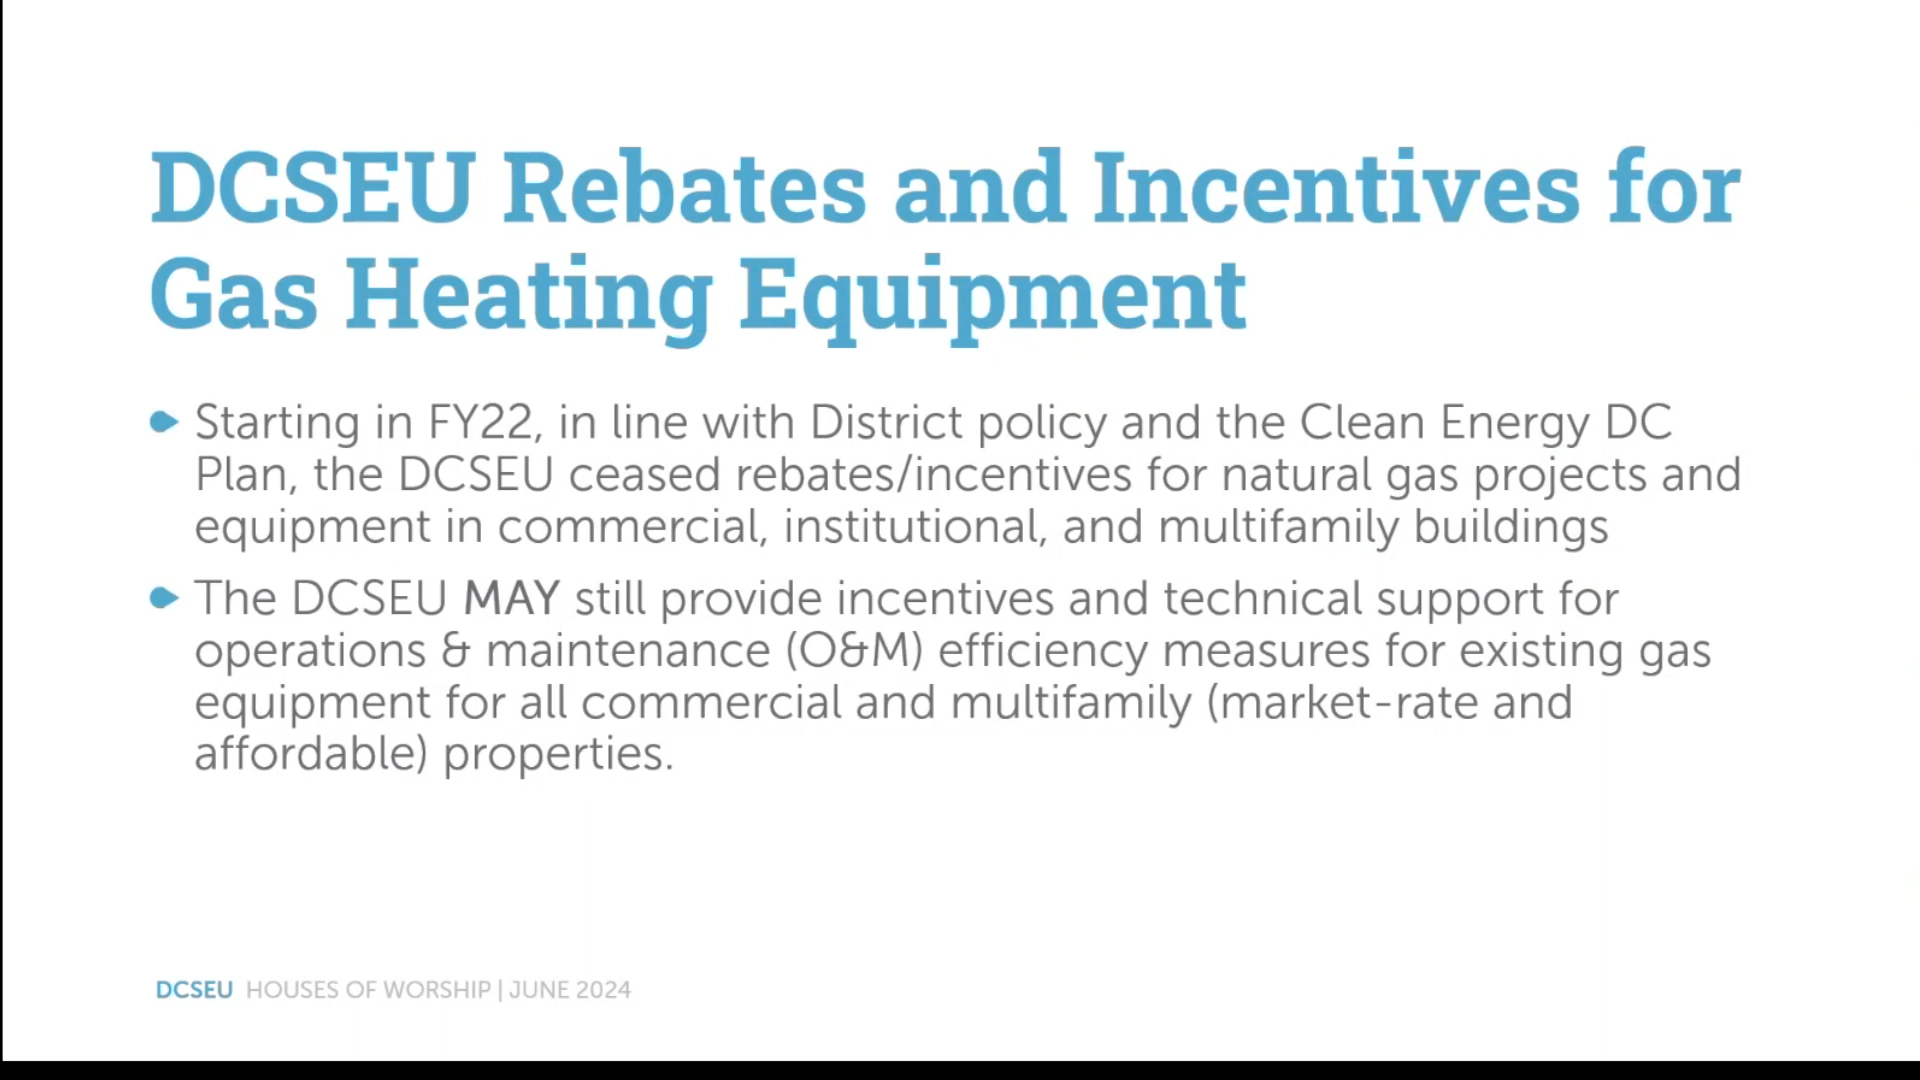 DCSEU Rebates and Incentives for
Gas Heating Equipment
Starting in FY22, in line with District policy and the Clean Energy DC
Plan, the DCSEU ceased rebates/incentives for natural gas projects and
equipment in commercial, institutional, and multifamily buildings
The DCSEU MAY still provide incentives and technical support for
operations & maintenance (O&M) efficiency measures for existing gas
equipment for all commercial and multifamily (market-rate and
affordable) properties.
DCSEU HOUSES OF WORSHIP | JUNE 2024